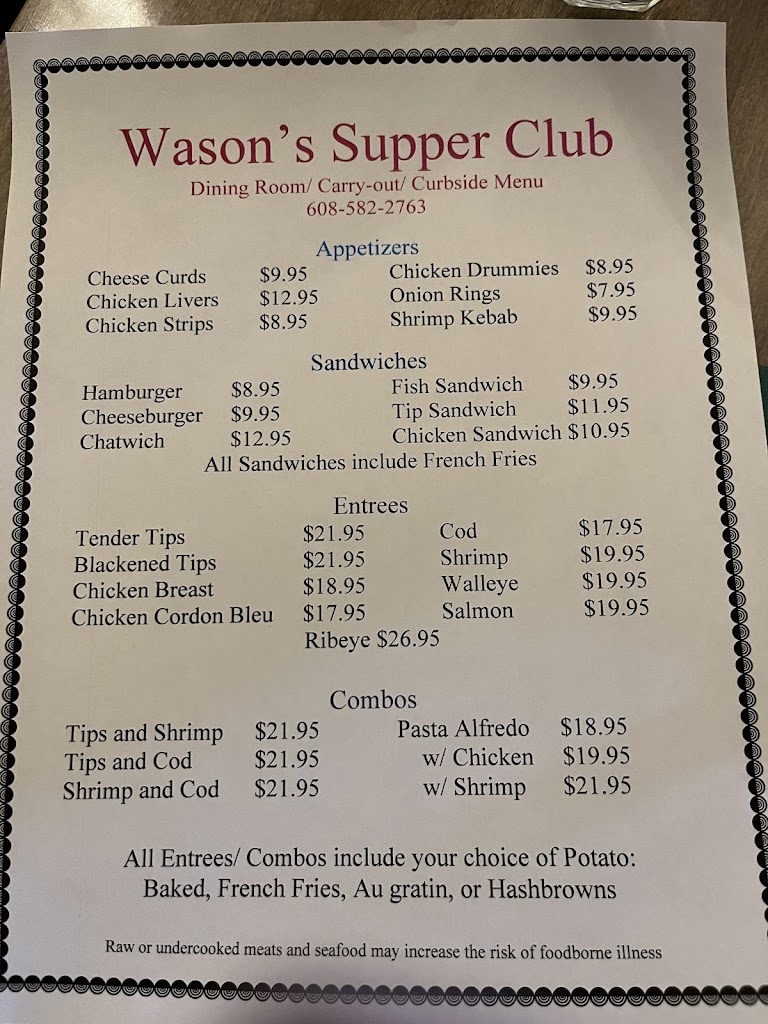 Wason's Supper Club
Dining Room/ Carry-out/ Curbside Menu
608-582-2763
Appetizers
Cheese Curds $9.95 Chicken Drummies $8.95
Chicken Livers $12.95 Onion Rings $7.95
Chicken Strips $8.95 Shrimp Kebab $9.95
Sandwiches
Hamburger $8.95 Fish Sandwich $9.95
Cheeseburger $9.95 Tip Sandwich $11.95
Chatwich $12.95 Chicken Sandwich $10.95
All Sandwiches include French Fries
Entrees
Tender Tips $21.95 Cod $17.95
Blackened Tips $21.95 Shrimp $19.95
Chicken Breast $18.95 Walleye $19.95
Chicken Cordon Bleu $17.95 Salmon $19.95
Ribeye $26.95
Combos
Tips and Shrimp $21.95 Pasta Alfredo $18.95
Tips and Cod $21.95 w/ Chicken $19.95
Shrimp and Cod $21.95 w/ Shrimp $21.95
All Entrees/ Combos include your choice of Potato:
Baked, French Fries, Au gratin, or Hashbrowns
Raw or undercooked meats and seafood may increase the risk of foodborne illness